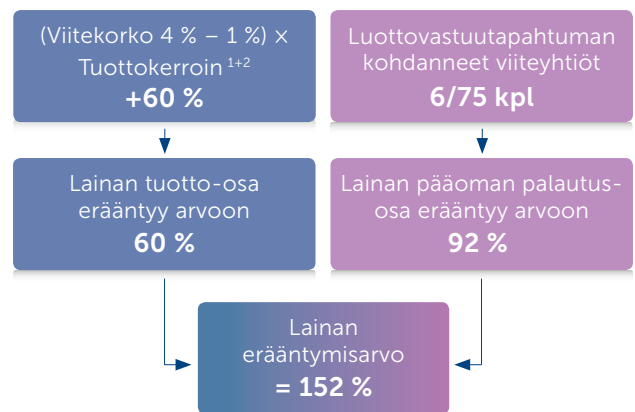 (Viitekorko 4 % – 1 %) ×
Tuottokerroin 1+2
+60 %
Luottovastuutapahtuman
kohdanneet viiteyhtiöt
6/75 kpl
Lainan tuotto-osa
erääntyy arvoon
60 %
Lainan pääoman palautus-
osa erääntyy arvoon
92 %
Lainan
erääntymisarvo
= 152 %